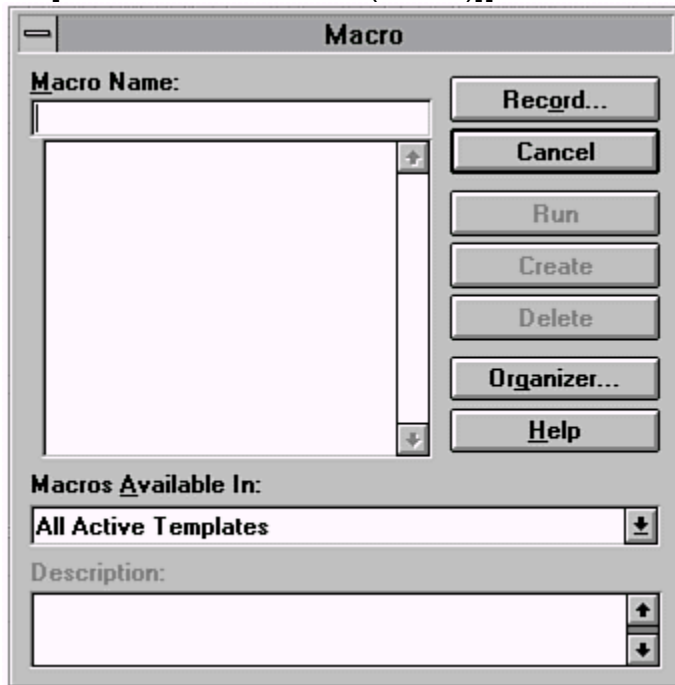 Macro
Macro Name:
Record...
Cancel
Run
Create
Delete
Organizer...
Help
Macros Available In:
All Active Templates
Description: